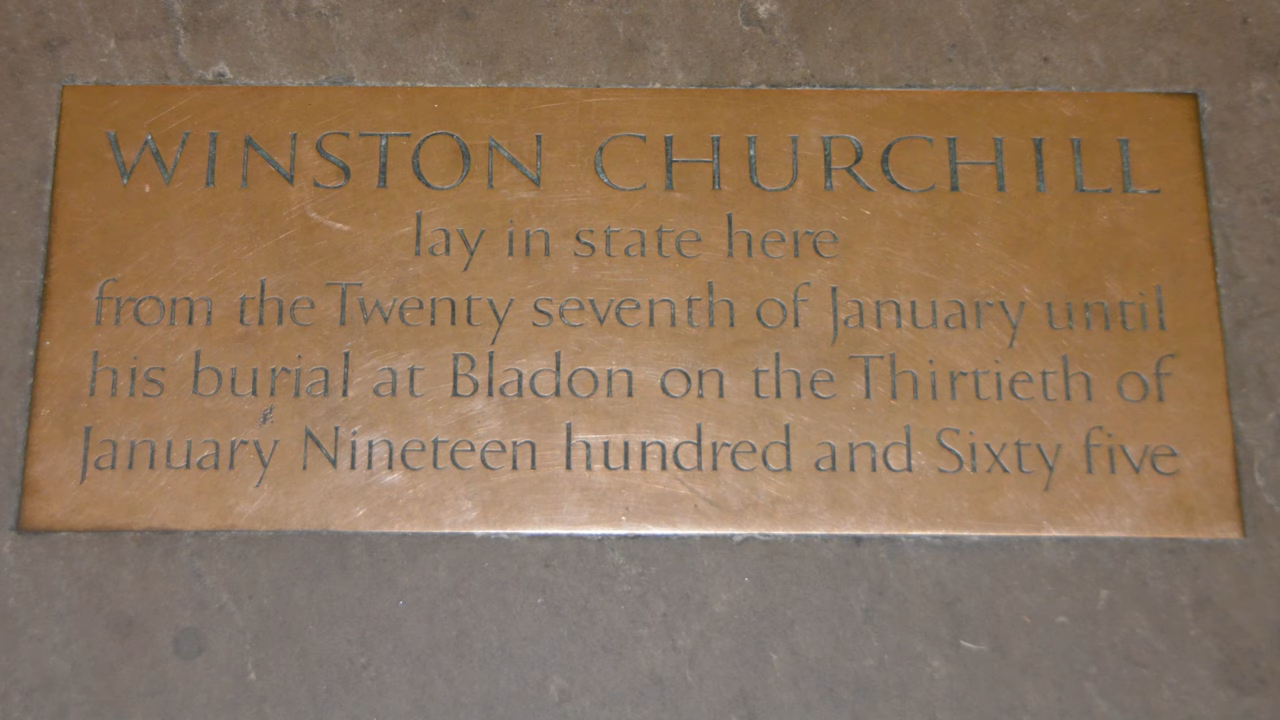 WINSTON CHURCHILL
lay in state here
from the Twenty seventh of January until
his burial at Bladon on the Thirtieth of
January Nineteen hundred and Sixty five